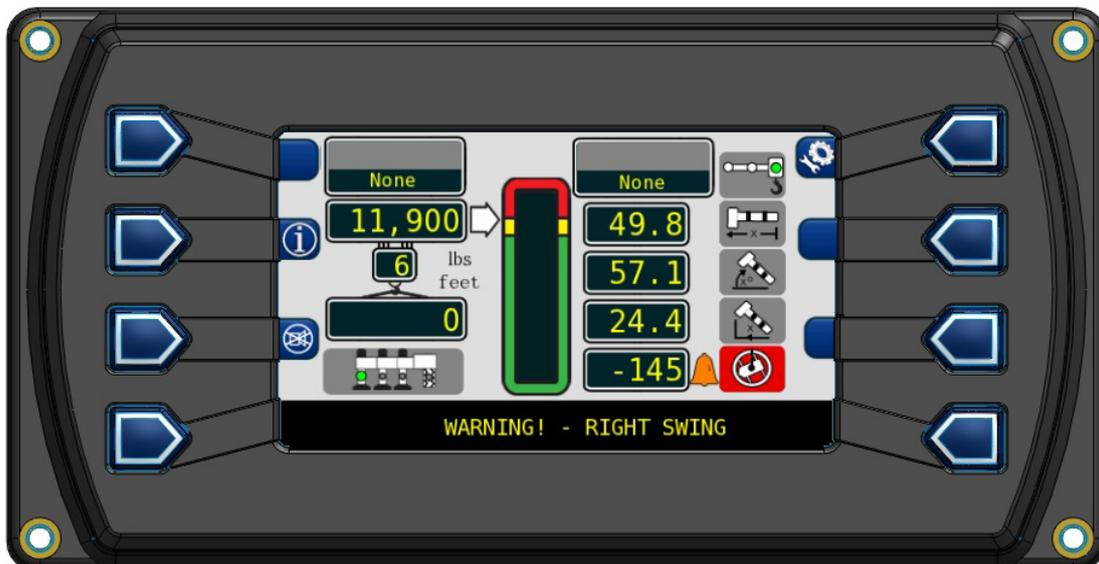 None
11,900
6
lbs
feet
0
None
49.8
57.1
24.4
-145
WARNING! - RIGHT SWING